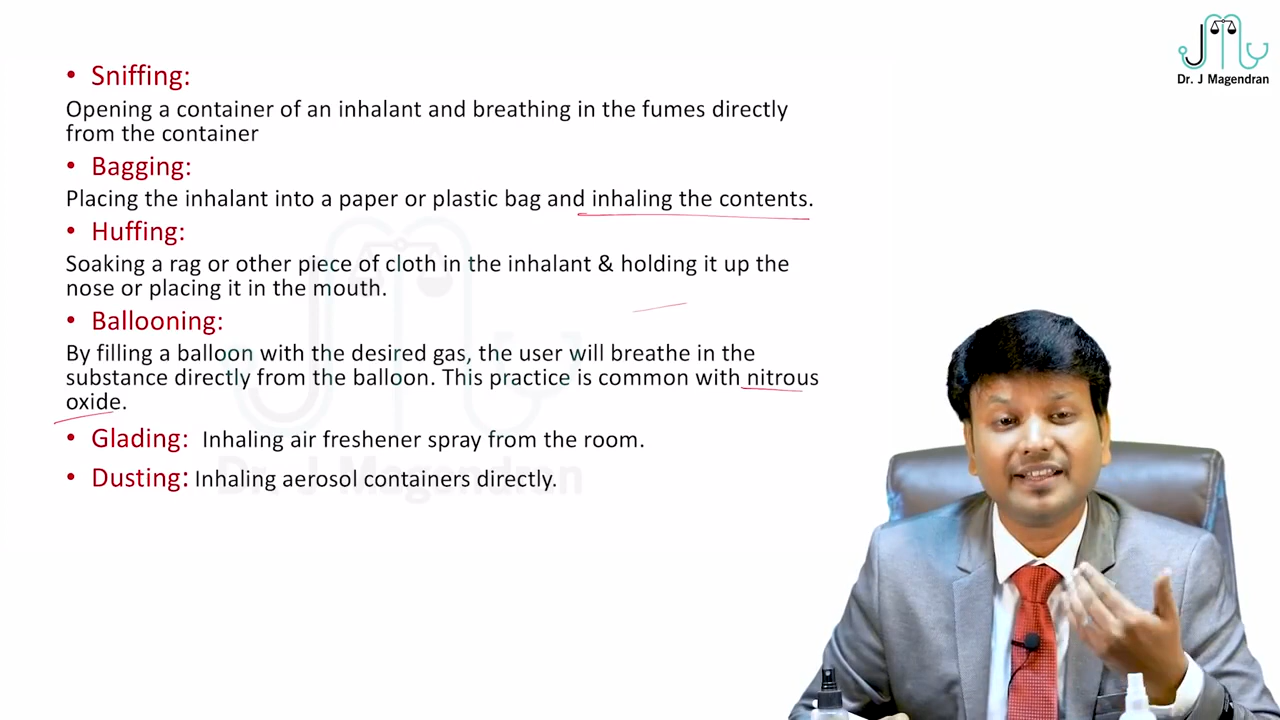 Dr. J Magendran
• Sniffing:
Opening a container of an inhalant and breathing in the fumes directly
from the container
• Bagging:
Placing the inhalant into a paper or plastic bag and inhaling the contents.
• Huffing:
Soaking a rag or other piece of cloth in the inhalant & holding it up the
nose or placing it in the mouth.
• Ballooning:
By filling a balloon with the desired gas, the user will breathe in the
substance directly from the balloon. This practice is common with nitrous
oxide.
• Glading: Inhaling air freshener spray from the room.
• Dusting: Inhaling aerosol containers directly.
Dr. J Magendran